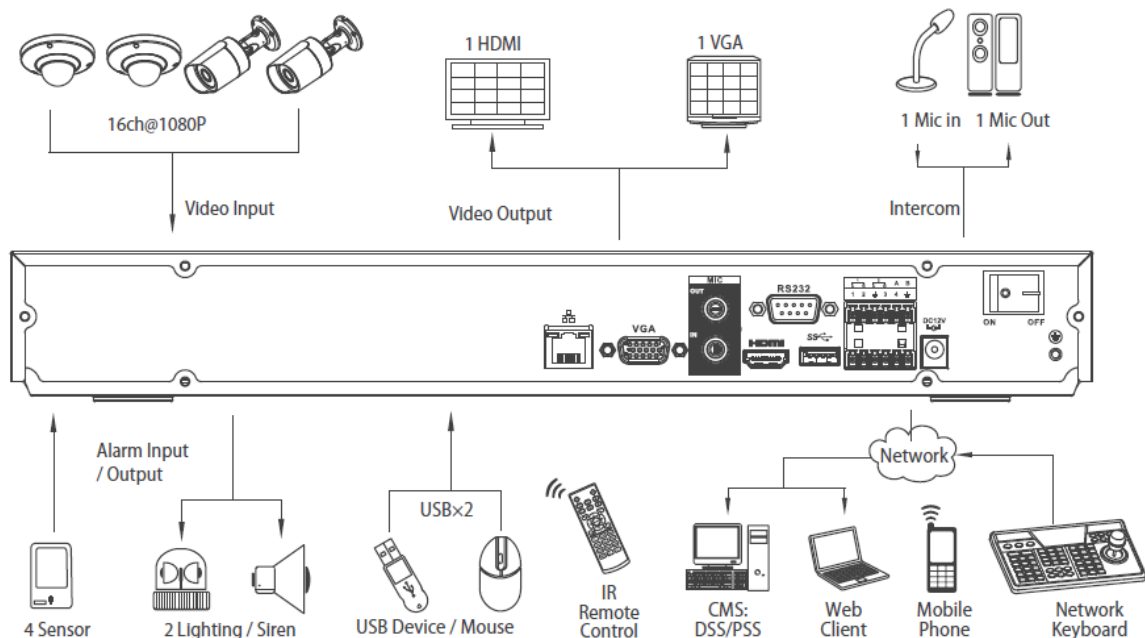 1 HDMI
1 VGA
16ch@1080P
1 Mic in
1 Mic Out
Video Input
Video Output
Intercom
MIC
OUT
IN
RS232
VGA
HDMI
SS
A B
1 2 3 4
DC12V
ON
OFF
Alarm Input
/ Output
USB×2
Network
4 Sensor
2 Lighting / Siren
USB Device / Mouse
IR
Remote
Control
CMS:
DSS/PSS
Web
Client
Mobile
Phone
Network
Keyboard